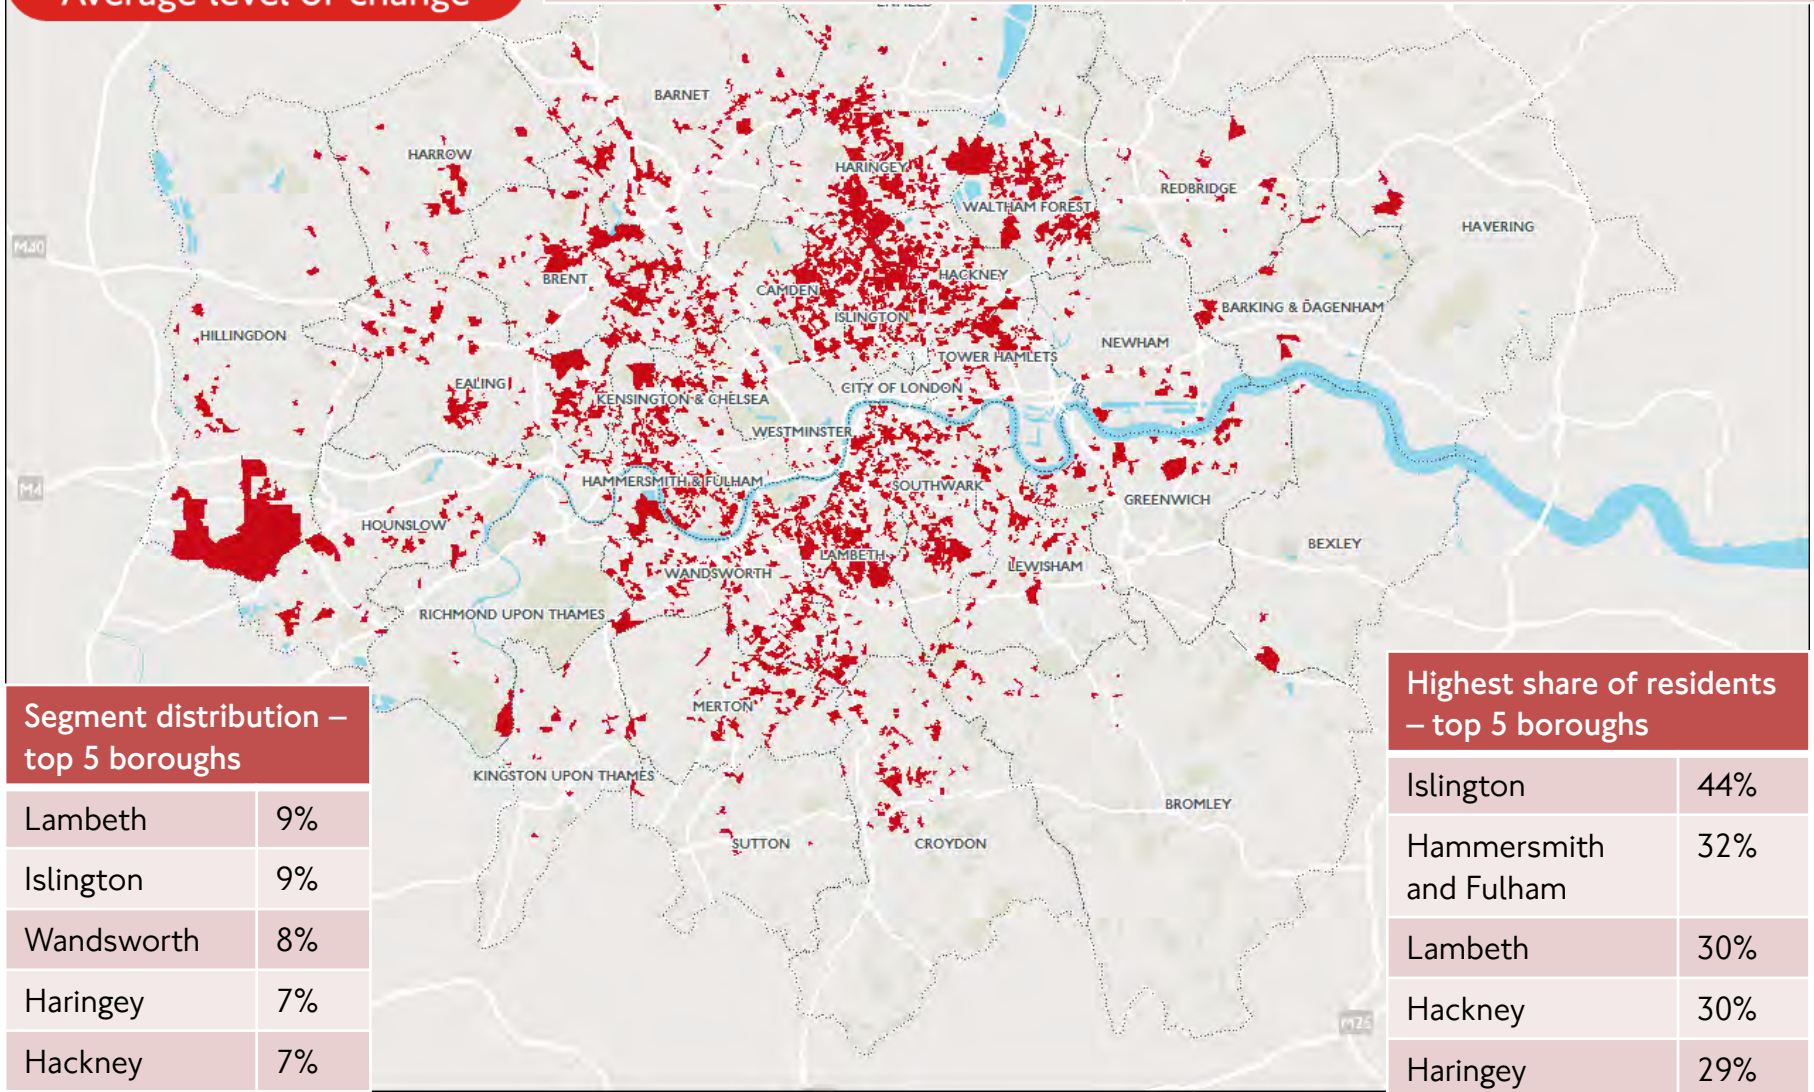 Average level of change
ENFIELD
BARNET
HARROW
HARINGEY
REDBRIDGE
WALTHAM FOREST
HAVERING
M40
BRENT
HACKNEY
CAMDEN
BARKING & DAGENHAM
ISLINGTON
HILLINGDON
NEWHAM
TOWER HAMLETS
EALING
CITY OF LONDON
KENSINGTON & CHELSEA
WESTMINSTER
HAMMERSMITH & FULHAM
SOUTHWARK
M4
GREENWICH
HOUNSLOW
BEXLEY
LAMBETH
LEWISHAM
WANDSWORTH
RICHMOND UPON THAMES
MERTON
KINGSTON UPON THAMES
BROMLEY
SUTTON
CROYDON
M25
Segment distribution –
top 5 boroughs
Lambeth 9%
Islington 9%
Wandsworth 8%
Haringey 7%
Hackney 7%
Highest share of residents
– top 5 boroughs
Islington 44%
Hammersmith 32%
and Fulham
Lambeth 30%
Hackney 30%
Haringey 29%